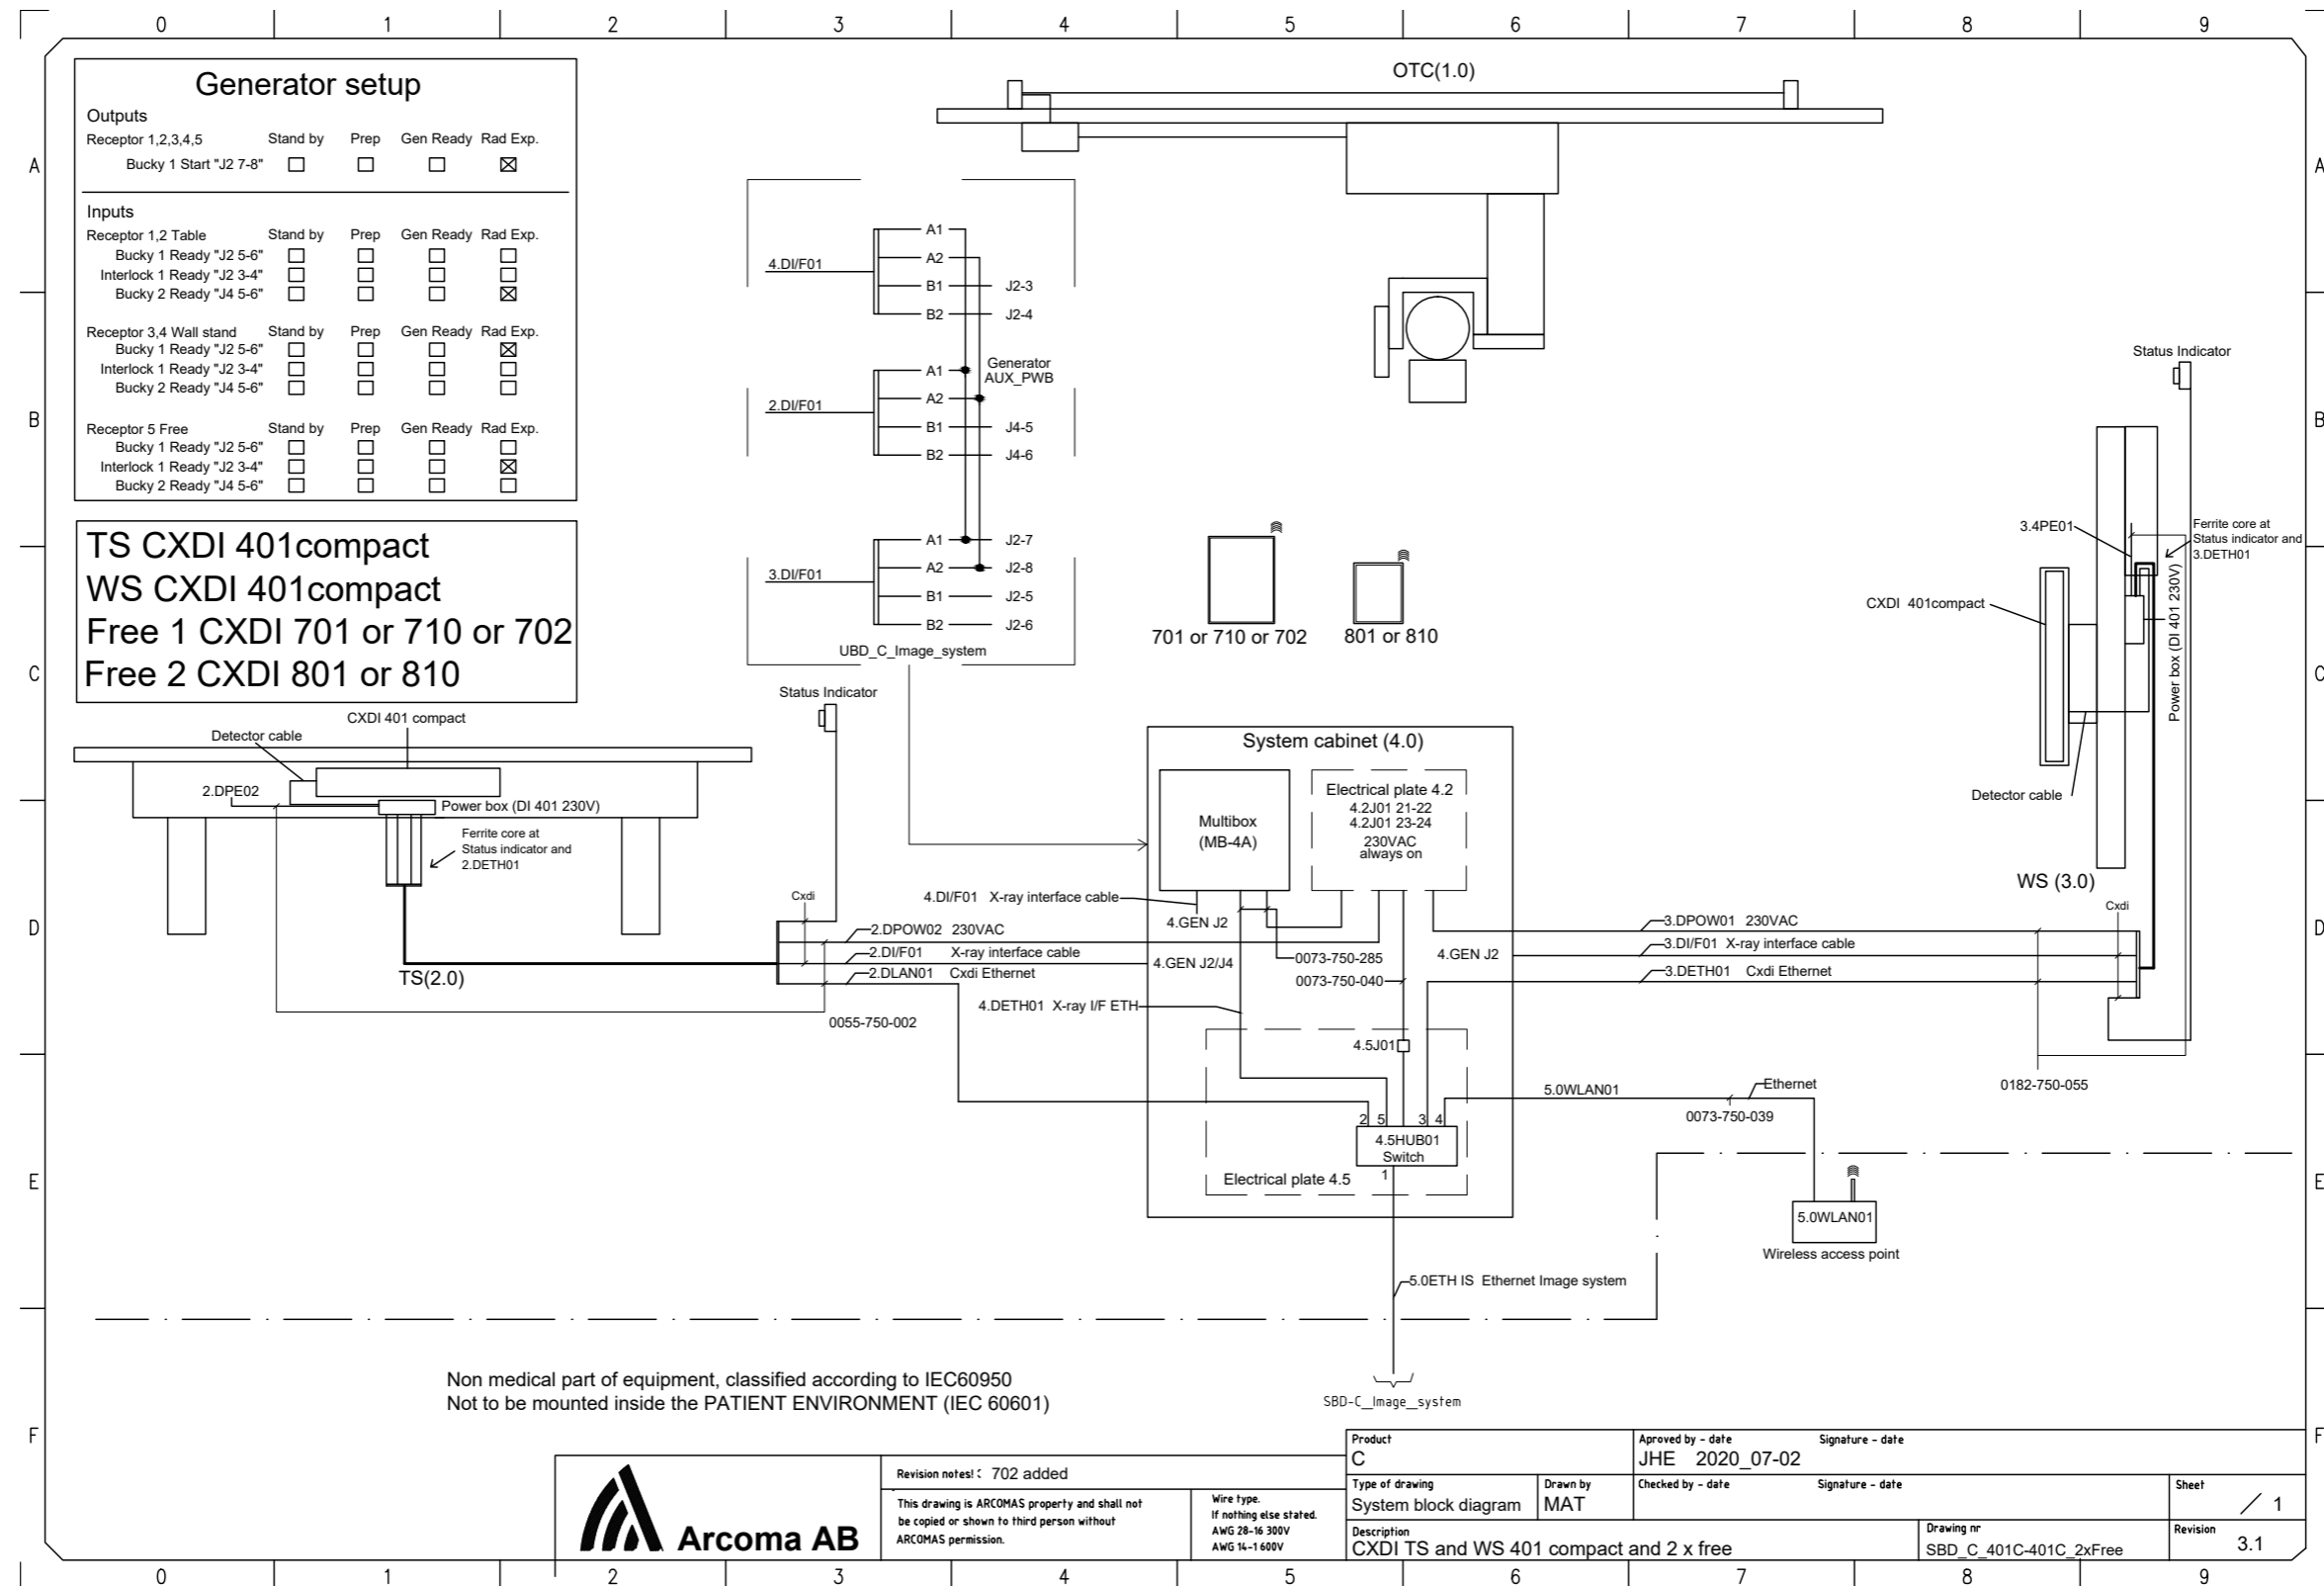 0 1 2 3 4 5 6 7 8 9
A
B
C
D
E
F
Generator setup
Outputs
Receptor 1,2,3,4,5 Stand by Prep Gen Ready Rad Exp.
Bucky 1 Start "J2 7-8"
Inputs
Receptor 1,2 Table Stand by Prep Gen Ready Rad Exp.
Bucky 1 Ready "J2 5-6"
Interlock 1 Ready "J2 3-4"
Bucky 2 Ready "J4 5-6"
Receptor 3,4 Wall stand Stand by Prep Gen Ready Rad Exp.
Bucky 1 Ready "J2 5-6"
Interlock 1 Ready "J2 3-4"
Bucky 2 Ready "J4 5-6"
Receptor 5 Free Stand by Prep Gen Ready Rad Exp.
Bucky 1 Ready "J2 5-6"
Interlock 1 Ready "J2 3-4"
Bucky 2 Ready "J4 5-6"
TS CXDI 401compact
WS CXDI 401compact
Free 1 CXDI 701 or 710 or 702
Free 2 CXDI 801 or 810
4.DI/F01
A1
A2
B1 J2-3
B2 J2-4
Generator
AUX_PWB
2.DI/F01
A1
A2
B1 J4-5
B2 J4-6
3.DI/F01
A1 J2-7
A2 J2-8
B1 J2-5
B2 J2-6
UBD_C_Image_system
OTC(1.0)
701 or 710 or 702
801 or 810
Status Indicator
3.4PE01
Ferrite core at
Status indicator and
3.DETH01
CXDI 401compact
Power box (DI 401 230V)
Detector cable
WS (3.0)
Cxdi
CXDI 401 compact
Detector cable
2.DPE02
Power box (DI 401 230V)
Ferrite core at
Status indicator and
2.DETH01
TS(2.0)
Status Indicator
Cxdi
2.DPOW02 230VAC
2.DI/F01 X-ray interface cable
2.DLAN01 Cxdi Ethernet
0055-750-002
System cabinet (4.0)
Multibox
(MB-4A)
Electrical plate 4.2
4.2J01 21-22
4.2J01 23-24
230VAC
always on
4.DI/F01 X-ray interface cable
4.GEN J2
4.GEN J2/J4
4.GEN J2
0073-750-285
0073-750-040
4.DETH01 X-ray I/F ETH
4.5J01
2 5 3 4
4.5HUB01
Switch
1
Electrical plate 4.5
3.DPOW01 230VAC
3.DI/F01 X-ray interface cable
3.DETH01 Cxdi Ethernet
0182-750-055
5.0WLAN01
Ethernet
0073-750-039
5.0WLAN01
Wireless access point
5.0ETH IS Ethernet Image system
SBD-C_Image_system
Non medical part of equipment, classified according to IEC60950
Not to be mounted inside the PATIENT ENVIRONMENT (IEC 60601)
Arcoma AB
Revision notes! : 702 added
This drawing is ARCOMAS property and shall not
be copied or shown to third person without
ARCOMAS permission.
Wire type.
If nothing else stated.
AWG 28-16 300V
AWG 14-1 600V
Product
C
Aproved by - date Signature - date
JHE 2020_07-02
Type of drawing
System block diagram
Drawn by
MAT
Checked by - date Signature - date
Sheet
/ 1
Description
CXDI TS and WS 401 compact and 2 x free
Drawing nr
SBD_C_401C-401C_2xFree
Revision
3.1
A
B
C
D
E
F
0 1 2 3 4 5 6 7 8 9